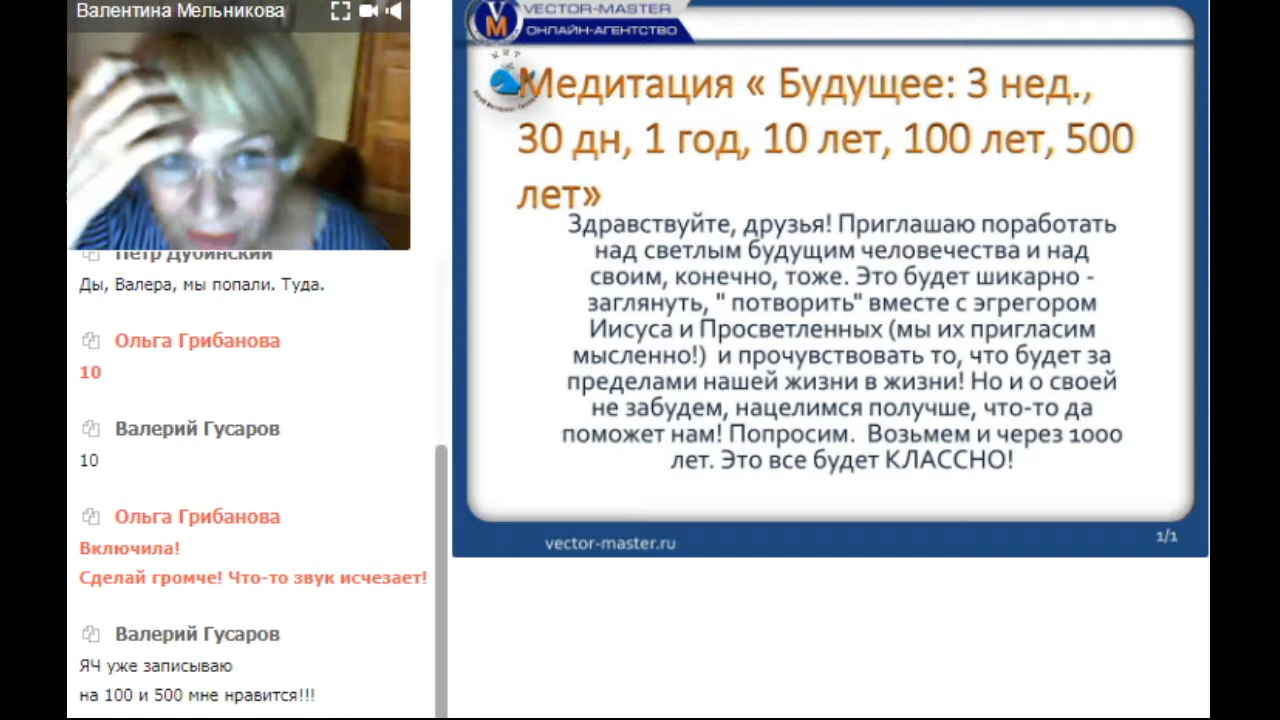 Валентина Мельникова
Петр Дубинский
Ды, Валера, мы попали. Туда.
Ольга Грибанова
10
Валерий Гусаров
10
Ольга Грибанова
Включила!
Сделай громче! Что-то звук исчезает!
Валерий Гусаров
ЯЧ уже записываю
на 100 и 500 мне нравится!!!
VECTOR-MASTER
ОНЛАЙН-АГЕНТСТВО
VM
КИТ
Медитация « Будущее: 3 нед.,
30 дн, 1 год, 10 лет, 100 лет, 500
лет»
Здравствуйте, друзья! Приглашаю поработать
над светлым будущим человечества и над
своим, конечно, тоже. Это будет шикарно -
заглянуть, " потворить" вместе с эгрегором
Иисуса и Просветленных (мы их пригласим
мысленно!) и прочувствовать то, что будет за
пределами нашей жизни в жизни! Но и о своей
не забудем, нацелимся получше, что-то да
поможет нам! Попросим. Возьмем и через 1000
лет. Это все будет КЛАССНО!
vector-master.ru
1/1